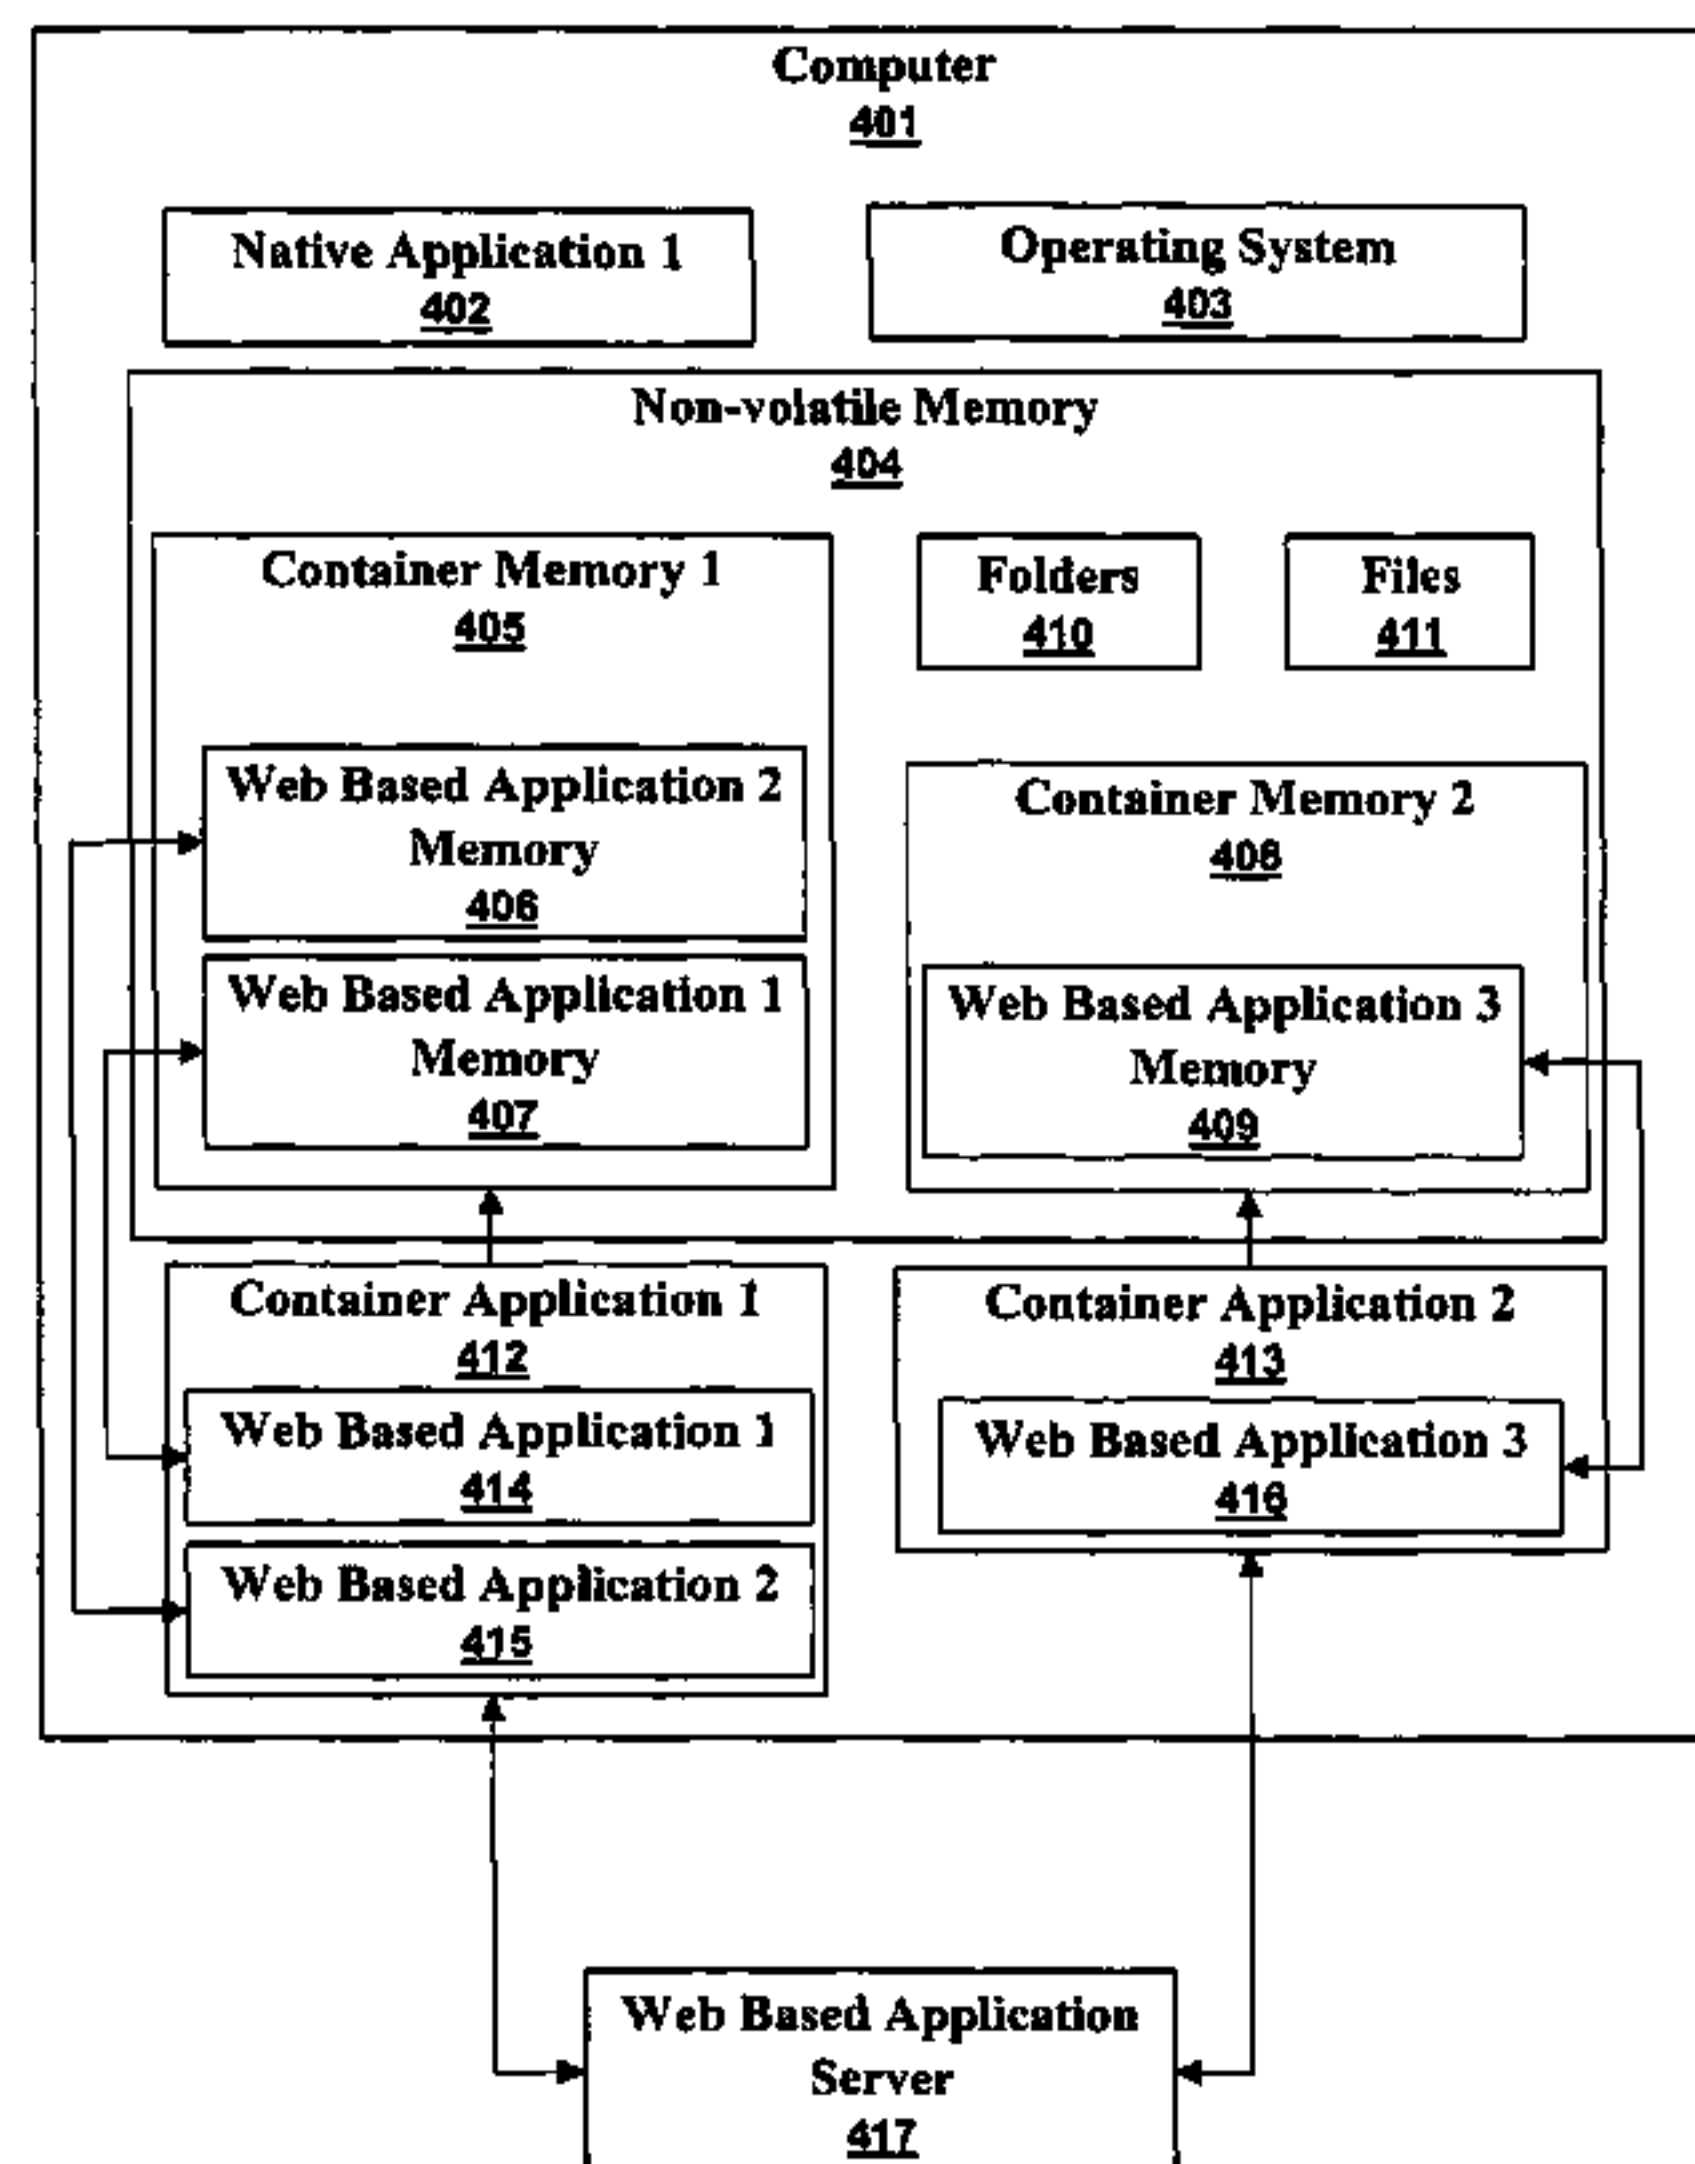 Computer
401
Native Application 1
402
Operating System
403
Non-volatile Memory
404
Container Memory 1
405
Folders
410
Files
411
Web Based Application 2
Memory
406
Web Based Application 1
Memory
407
Container Memory 2
408
Web Based Application 3
Memory
409
Container Application 1
412
Web Based Application 1
414
Web Based Application 2
415
Container Application 2
413
Web Based Application 3
416
Web Based Application
Server
417